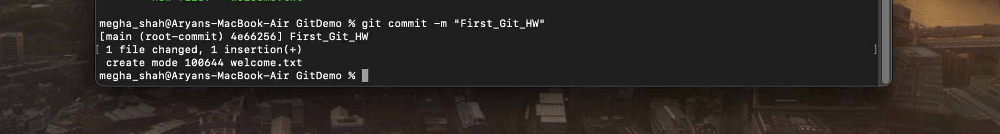 megha_shah@Aryans-MacBook-Air GitDemo % git commit -m "First_Git_HW"
[main (root-commit) 4e66256] First_Git_HW
[ 1 file changed, 1 insertion(+) ]
create mode 100644 welcome.txt
megha_shah@Aryans-MacBook-Air GitDemo %